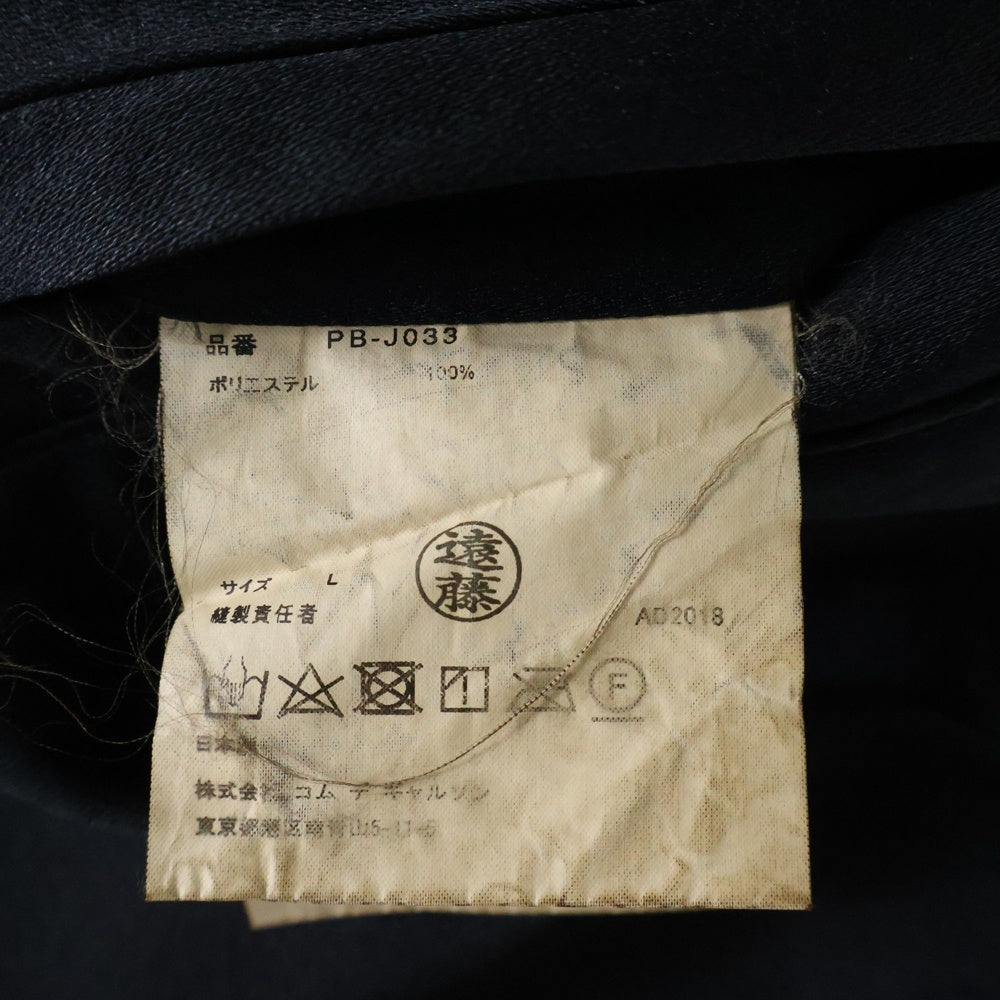 品番 PB-J033
ポリエステル 100%
遠藤
サイズ L
縫製責任者 AD2018
1
F
日本製
株式会社 コム デ ギャルソン
東京都港区南青山5-11-5